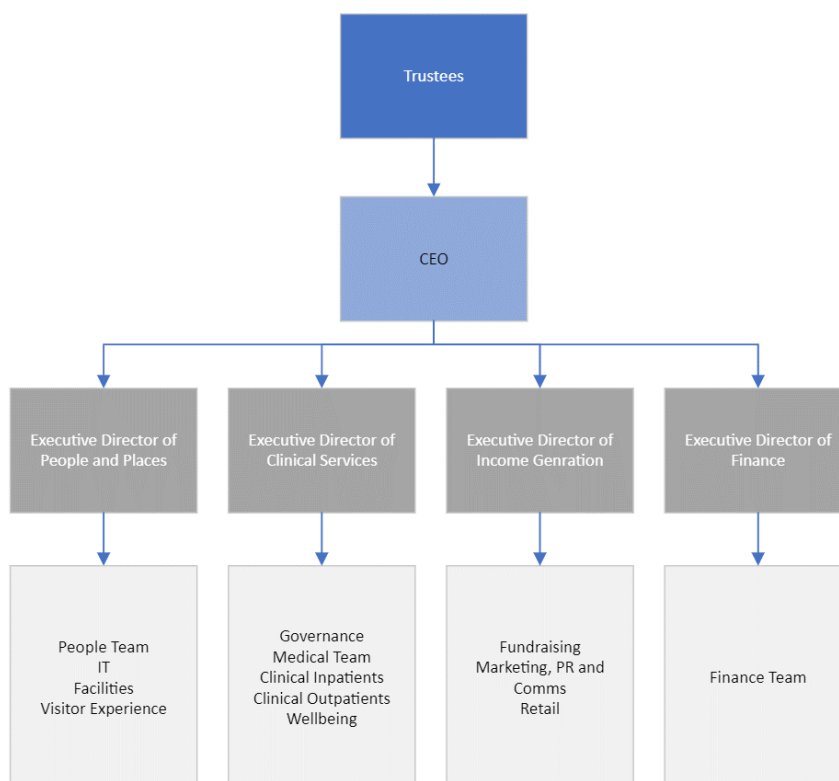 Trustees
CEO
Executive Director of
People and Places
Executive Director of
Clinical Services
Executive Director of
Income Genration
Executive Director of
Finance
People Team
IT
Facilities
Visitor Experience
Governance
Medical Team
Clinical Inpatients
Clinical Outpatients
Wellbeing
Fundraising
Marketing, PR and
Comms
Retail
Finance Team